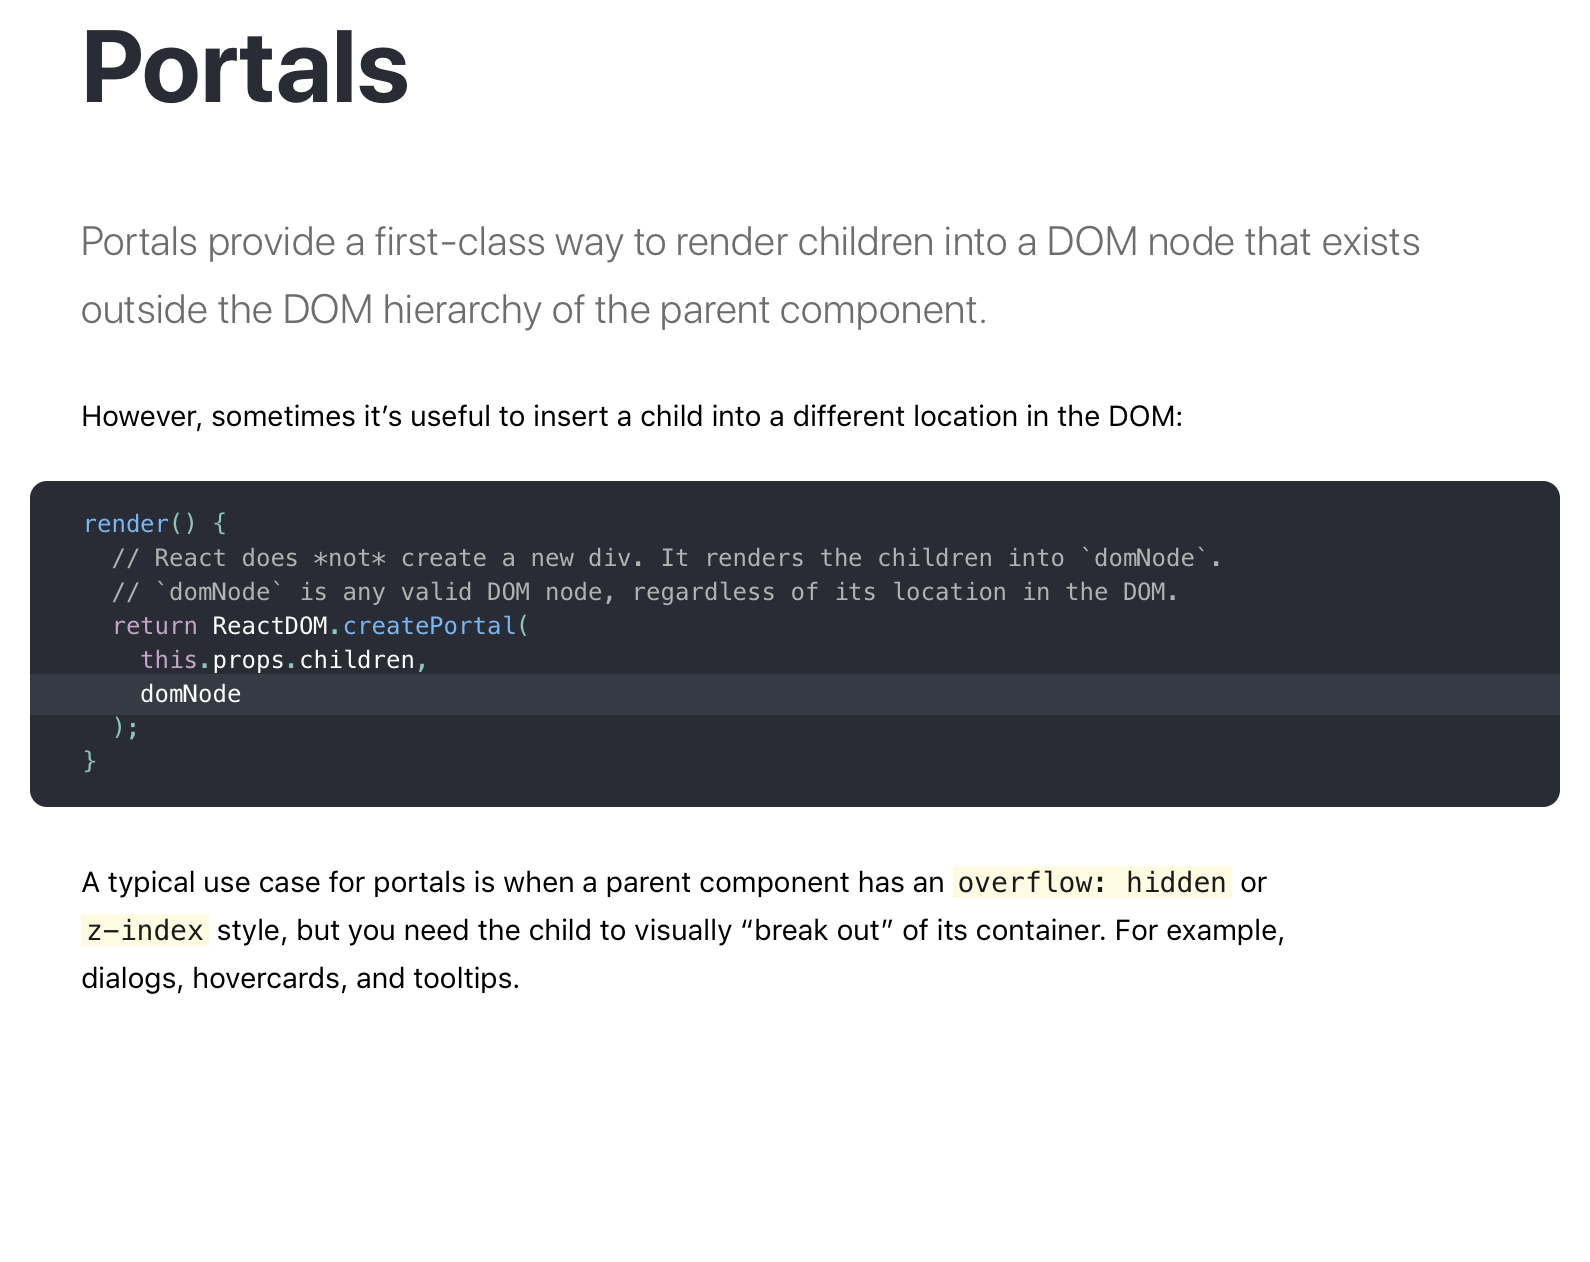 Portals
Portals provide a first-class way to render children into a DOM node that exists
outside the DOM hierarchy of the parent component.
However, sometimes it’s useful to insert a child into a different location in the DOM:
render() {
  // React does *not* create a new div. It renders the children into `domNode`.
  // `domNode` is any valid DOM node, regardless of its location in the DOM.
  return ReactDOM.createPortal(
    this.props.children,
    domNode
  );
}
A typical use case for portals is when a parent component has an overflow: hidden or
z-index style, but you need the child to visually “break out” of its container. For example,
dialogs, hovercards, and tooltips.